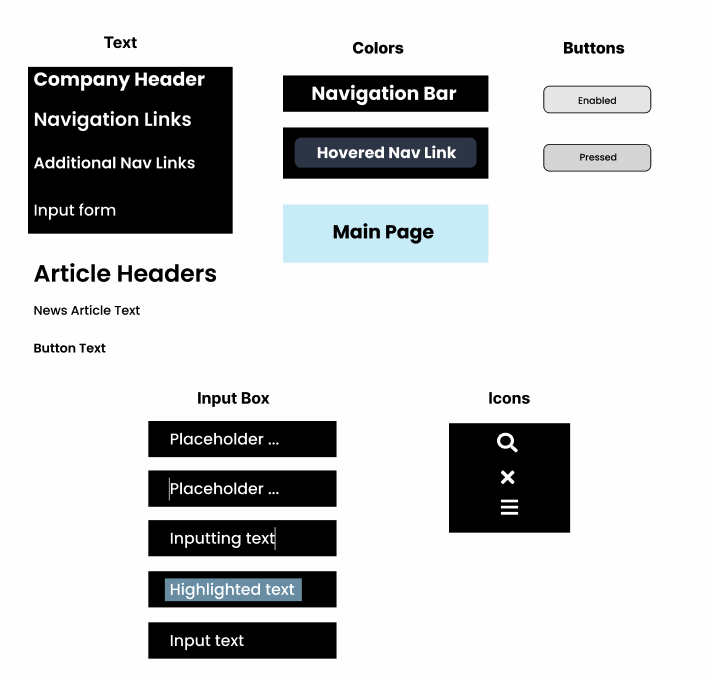 Text
Company Header
Navigation Links
Additional Nav Links
Input form
Article Headers
News Article Text
Button Text
Colors
Navigation Bar
Hovered Nav Link
Main Page
Buttons
Enabled
Pressed
Input Box
Placeholder ...
Placeholder ...
Inputting text
Highlighted text
Input text
Icons